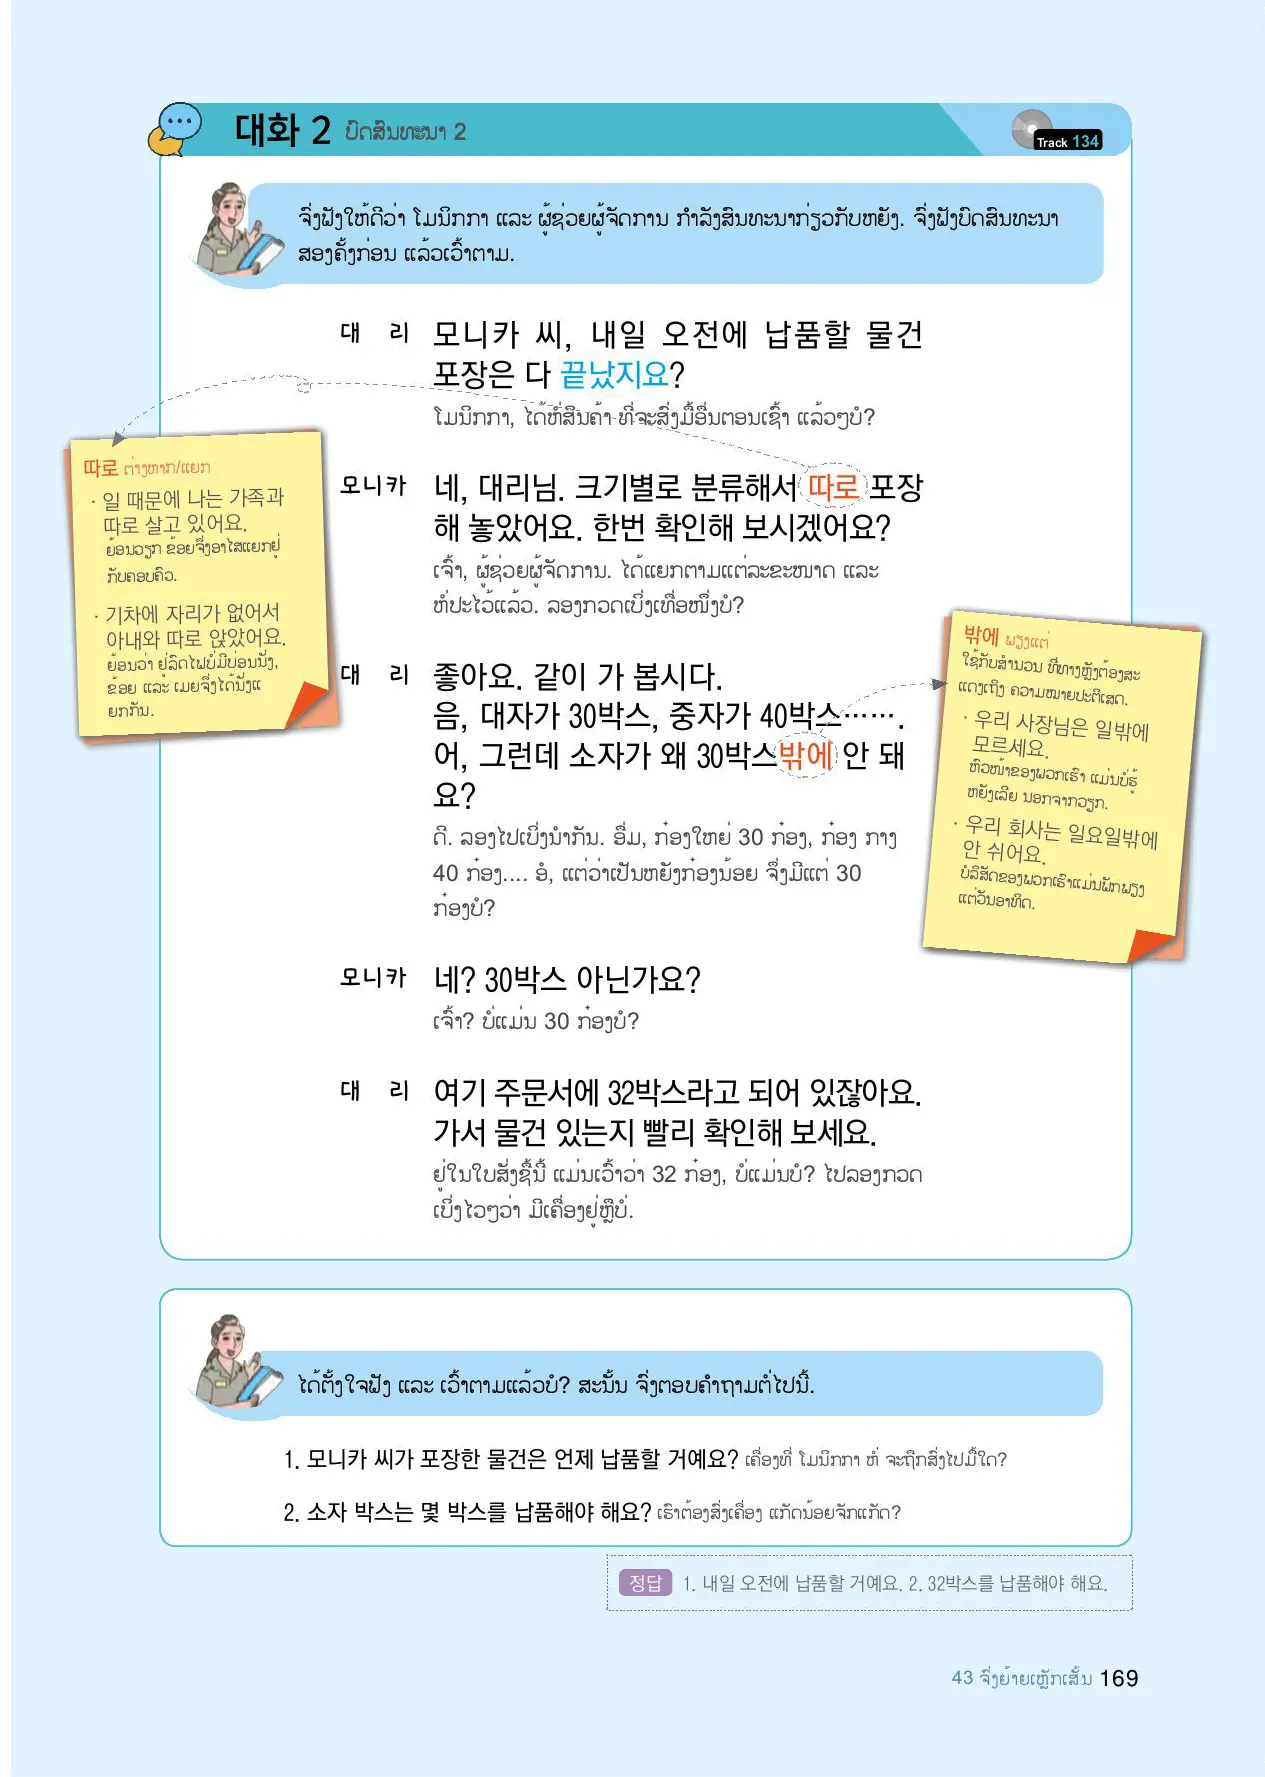 대화 2 ບົດສົນທະນາ 2
Track 134
ຈົ່ງຟັງໃຫ້ດີວ່າ ໂມນິກກາ ແລະ ຜູ້ຊ່ວຍຜູ້ຈັດການ ກຳລັງສົນທະນາກ່ຽວກັບຫຍັງ. ຈົ່ງຟັງບົດສົນທະນາ
ສອງຄັ້ງກ່ອນ ແລ້ວເວົ້າຕາມ.
대 리 모니카 씨, 내일 오전에 납품할 물건
포장은 다 끝났지요?
ໂມນິກກາ, ໄດ້ຫໍ່ສິນຄ້າ ທີ່ຈະສົ່ງມື້ອື່ນຕອນເຊົ້າ ແລ້ວໆບໍ?
모니카 네, 대리님. 크기별로 분류해서 따로 포장
해 놓았어요. 한번 확인해 보시겠어요?
ເຈົ້າ, ຜູ້ຊ່ວຍຜູ້ຈັດການ. ໄດ້ແຍກຕາມແຕ່ລະຂະໜາດ ແລະ
ຫໍ່ປະໄວ້ແລ້ວ. ລອງກວດເບິ່ງເທື່ອໜຶ່ງບໍ?
대 리 좋아요. 같이 가 봅시다.
음, 대자가 30박스, 중자가 40박스…….
어, 그런데 소자가 왜 30박스밖에 안 돼
요?
ດີ. ລອງໄປເບິ່ງນຳກັນ. ອື່ມ, ກ໋ອງໃຫຍ່ 30 ກ໋ອງ, ກ໋ອງ ກາງ
40 ກ໋ອງ.... ອໍ, ແຕ່ວ່າເປັນຫຍັງກ໋ອງນ້ອຍ ຈຶ່ງມີແຕ່ 30
ກ໋ອງບໍ?
모니카 네? 30박스 아닌가요?
ເຈົ້າ? ບໍ່ແມ່ນ 30 ກ໋ອງບໍ?
대 리 여기 주문서에 32박스라고 되어 있잖아요.
가서 물건 있는지 빨리 확인해 보세요.
ຢູ່ໃນໃບສັ່ງຊື້ນີ້ ແມ່ນເວົ້າວ່າ 32 ກ໋ອງ, ບໍ່ແມ່ນບໍ? ໄປລອງກວດ
ເບິ່ງໄວໆວ່າ ມີເຄື່ອງຢູ່ຫຼືບໍ່.
따로 ຕ່າງຫາກ/ແຍກ
· 일 때문에 나는 가족과
따로 살고 있어요.
ຍ້ອນວຽກ ຂ້ອຍຈຶ່ງອາໄສແຍກຢູ່
ກັບຄອບຄົວ.
· 기차에 자리가 없어서
아내와 따로 앉았어요.
ຍ້ອນວ່າ ຢູ່ລົດໄຟບໍ່ມີບ່ອນນັ່ງ,
ຂ້ອຍ ແລະ ເມຍຈຶ່ງໄດ້ນັ່ງແ
ຍກກັນ.
밖에 ພຽງແຕ່
ໃຊ້ກັບສຳນວນ ທີ່ທາງຫຼັງຕ້ອງສະ
ແດງເຖິງ ຄວາມໝາຍປະຕິເສດ.
· 우리 사장님은 일밖에
모르세요.
ຫົວໜ້າຂອງພວກເຮົາ ແມ່ນບໍ່ຮູ້
ຫຍັງເລີຍ ນອກຈາກວຽກ.
· 우리 회사는 일요일밖에
안 쉬어요.
ບໍລິສັດຂອງພວກເຮົາແມ່ນພັກພຽງ
ແຕ່ວັນອາທິດ.
ໄດ້ຕັ້ງໃຈຟັງ ແລະ ເວົ້າຕາມແລ້ວບໍ? ສະນັ້ນ ຈົ່ງຕອບຄຳຖາມຕໍ່ໄປນີ້.
1. 모니카 씨가 포장한 물건은 언제 납품할 거예요? ເຄື່ອງທີ່ ໂມນິກກາ ຫໍ່ ຈະຖືກສົ່ງໄປມື້ໃດ?
2. 소자 박스는 몇 박스를 납품해야 해요? ເຮົາຕ້ອງສົ່ງເຄື່ອງ ແກັດນ້ອຍຈັກແກັດ?
정답 1. 내일 오전에 납품할 거예요. 2. 32박스를 납품해야 해요.
43 ຈົ່ງຍ້າຍເຫຼັກເສັ້ນ 169